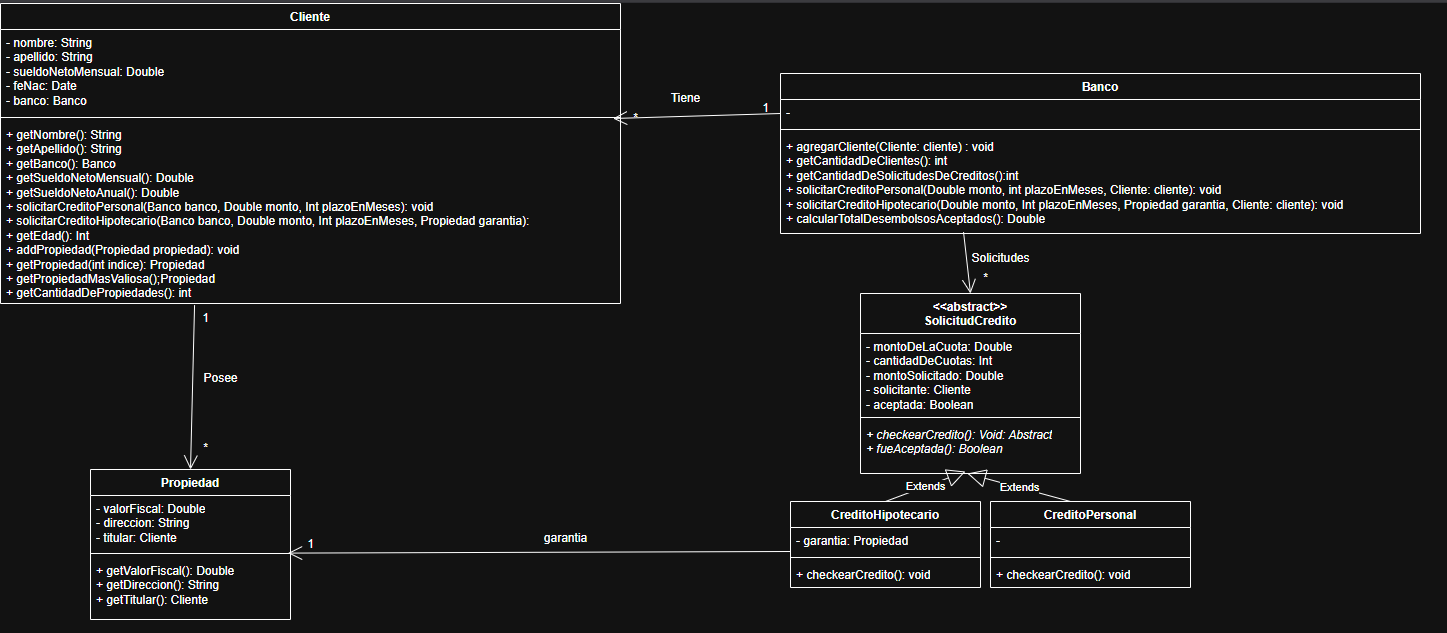 Cliente
- nombre: String
- apellido: String
- sueldoNetoMensual: Double
- feNac: Date
- banco: Banco
+ getNombre(): String
+ getApellido(): String
+ getBanco(): Banco
+ getSueldoNetoMensual(): Double
+ getSueldoNetoAnual(): Double
+ solicitarCreditoPersonal(Banco banco, Double monto, Int plazoEnMeses): void
+ solicitarCreditoHipotecario(Banco banco, Double monto, Int plazoEnMeses, Propiedad garantia):
+ getEdad(): Int
+ addPropiedad(Propiedad propiedad): void
+ getPropiedad(int indice): Propiedad
+ getPropiedadMasValiosa();Propiedad
+ getCantidadDePropiedades(): int
Tiene
1
*
Banco
-
+ agregarCliente(Cliente: cliente) : void
+ getCantidadDeClientes(): int
+ getCantidadDeSolicitudesDeCreditos():int
+ solicitarCreditoPersonal(Double monto, int plazoEnMeses, Cliente: cliente): void
+ solicitarCreditoHipotecario(Double monto, Int plazoEnMeses, Propiedad garantia, Cliente: cliente): void
+ calcularTotalDesembolsosAceptados(): Double
Solicitudes
*
<<abstract>>
SolicitudCredito
- montoDeLaCuota: Double
- cantidadDeCuotas: Int
- montoSolicitado: Double
- solicitante: Cliente
- aceptada: Boolean
+ checkearCredito(): Void: Abstract
+ fueAceptada(): Boolean
1
Posee
*
Propiedad
- valorFiscal: Double
- direccion: String
- titular: Cliente
+ getValorFiscal(): Double
+ getDireccion(): String
+ getTitular(): Cliente
1
garantia
Extends
Extends
CreditoHipotecario
- garantia: Propiedad
+ checkearCredito(): void
CreditoPersonal
-
+ checkearCredito(): void